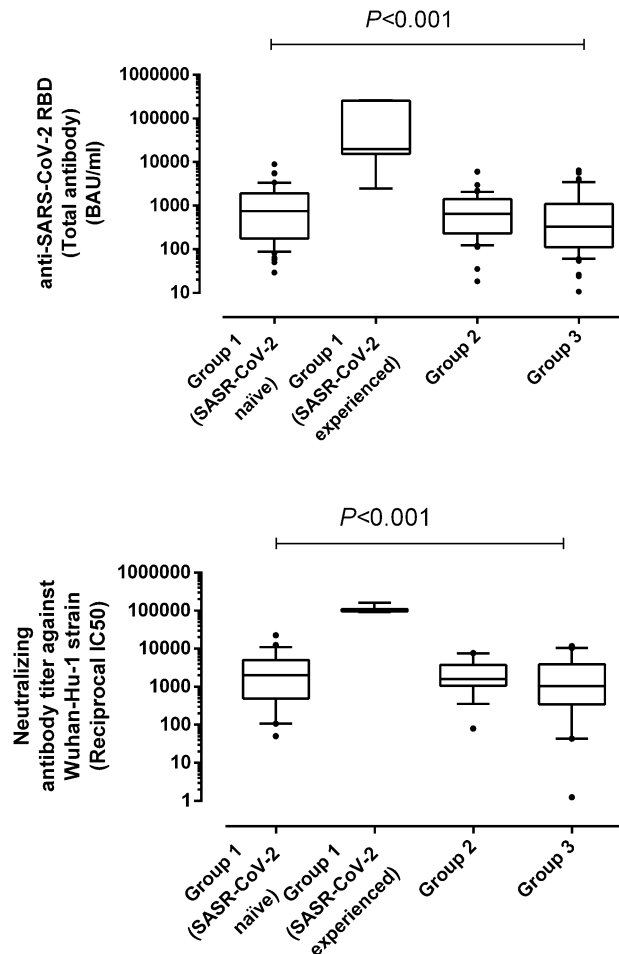 P<0.001
anti-SARS-CoV-2 RBD
(Total antibody)
(BAU/ml)
1000000
100000
10000
1000
100
10
Group 1
(SASR-CoV-2
naïve)
Group 1
(SASR-CoV-2
experienced)
Group 2
Group 3
P<0.001
Neutralizing
antibody titer against
Wuhan-Hu-1 strain
(Reciprocal IC50)
1000000
100000
10000
1000
100
10
1
Group 1
(SASR-CoV-2
naïve)
Group 1
(SASR-CoV-2
experienced)
Group 2
Group 3